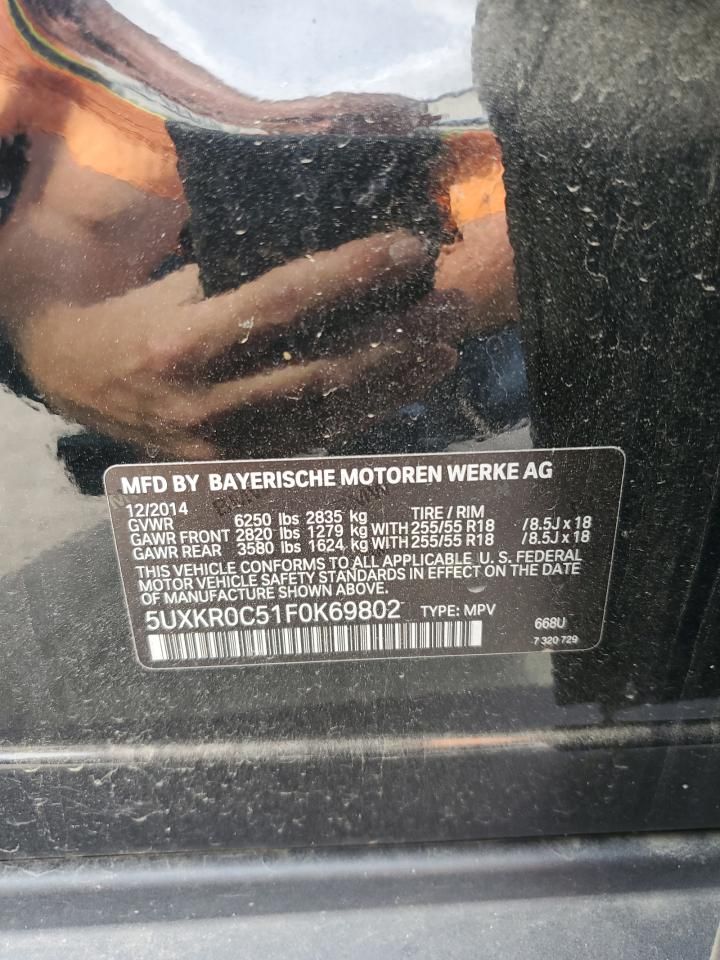 MFD BY BAYERISCHE MOTOREN WERKE AG
12/2014 TIRE / RIM
GVWR 6250 lbs 2835 kg
GAWR FRONT 2820 lbs 1279 kg WITH 255/55 R18 / 8.5J x 18
GAWR REAR 3580 lbs 1624 kg WITH 255/55 R18 / 8.5J x 18
THIS VEHICLE CONFORMS TO ALL APPLICABLE U. S. FEDERAL
MOTOR VEHICLE SAFETY STANDARDS IN EFFECT ON THE DATE
OF MANUFACTURE SHOWN ABOVE.
5UXKR0C51F0K69802 TYPE: MPV 668U
7 320 729